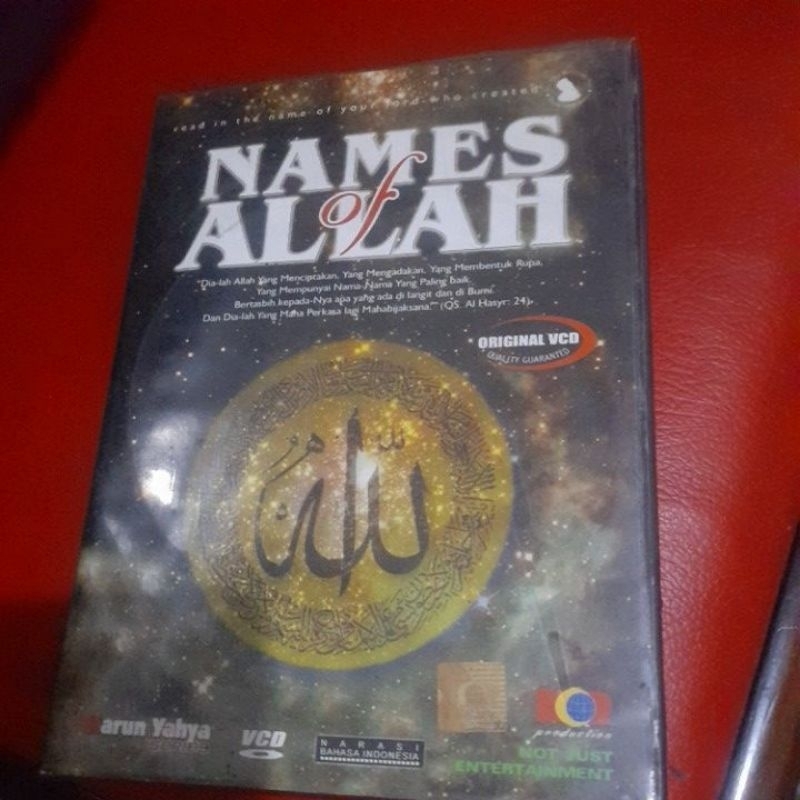 read in the name of your lord who created
NAMES
of
ALLAH
"Dia-lah Allah Yang Menciptakan, Yang Mengadakan, Yang Membentuk Rupa,
Yang Mempunyai Nama-Nama Yang Paling baik.
Bertasbih kepada-Nya apa yang ada di langit dan di Bumi.
Dan Dia-lah Yang Maha Perkasa lagi Mahabijaksana." (QS. Al Hasyr: 24).
ORIGINAL VCD
QUALITY GUARANTED
الله
Harun Yahya
VCD
NARASI
BAHASA INDONESIA
production
NOT JUST
ENTERTAINMENT